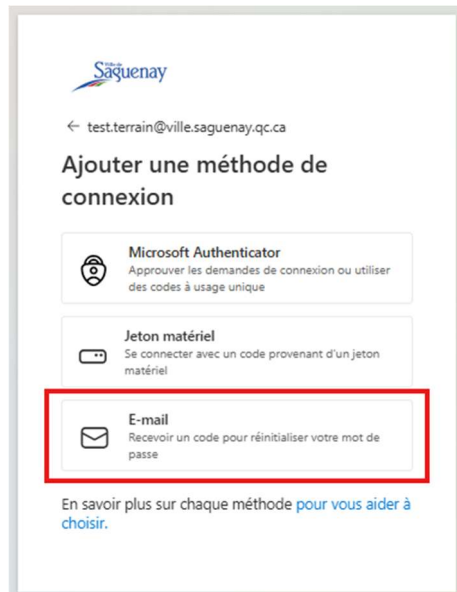 Ville de
Saguenay
← test.terrain@ville.saguenay.qc.ca
Ajouter une méthode de
connexion
Microsoft Authenticator
Approuver les demandes de connexion ou utiliser
des codes à usage unique
Jeton matériel
Se connecter avec un code provenant d'un jeton
matériel
E-mail
Recevoir un code pour réinitialiser votre mot de
passe
En savoir plus sur chaque méthode pour vous aider à
choisir.